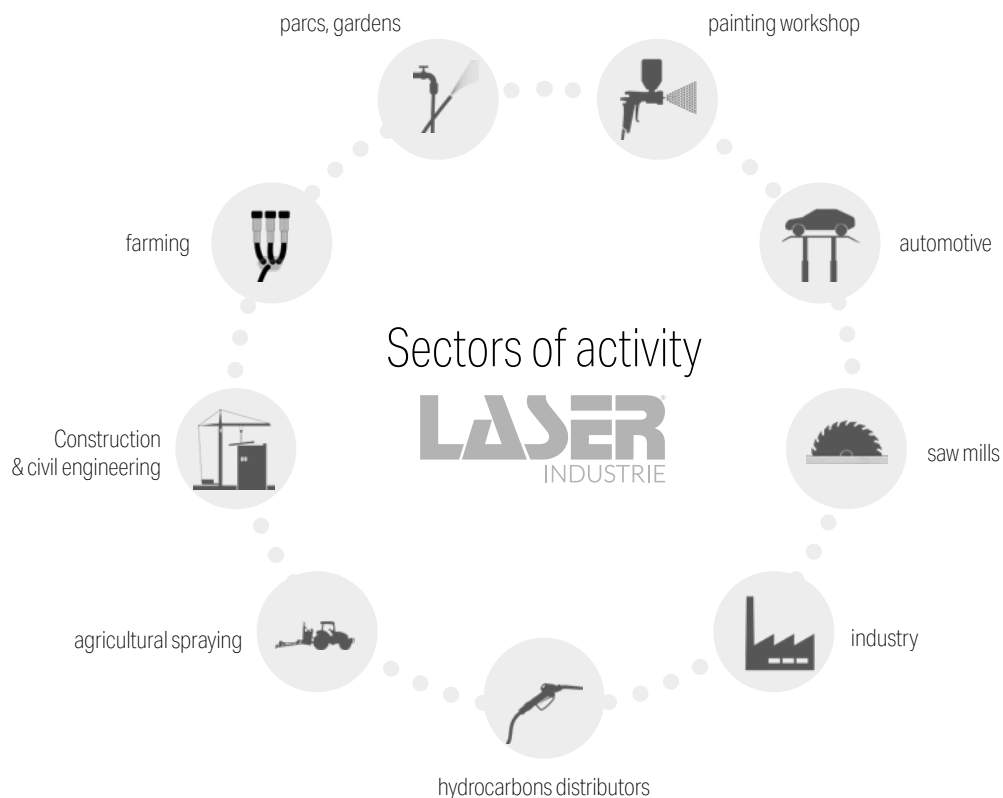 parcs, gardens
painting workshop
farming
automotive
Sectors of activity
LASER®
INDUSTRIE
Construction
& civil engineering
saw mills
agricultural spraying
industry
hydrocarbons distributors